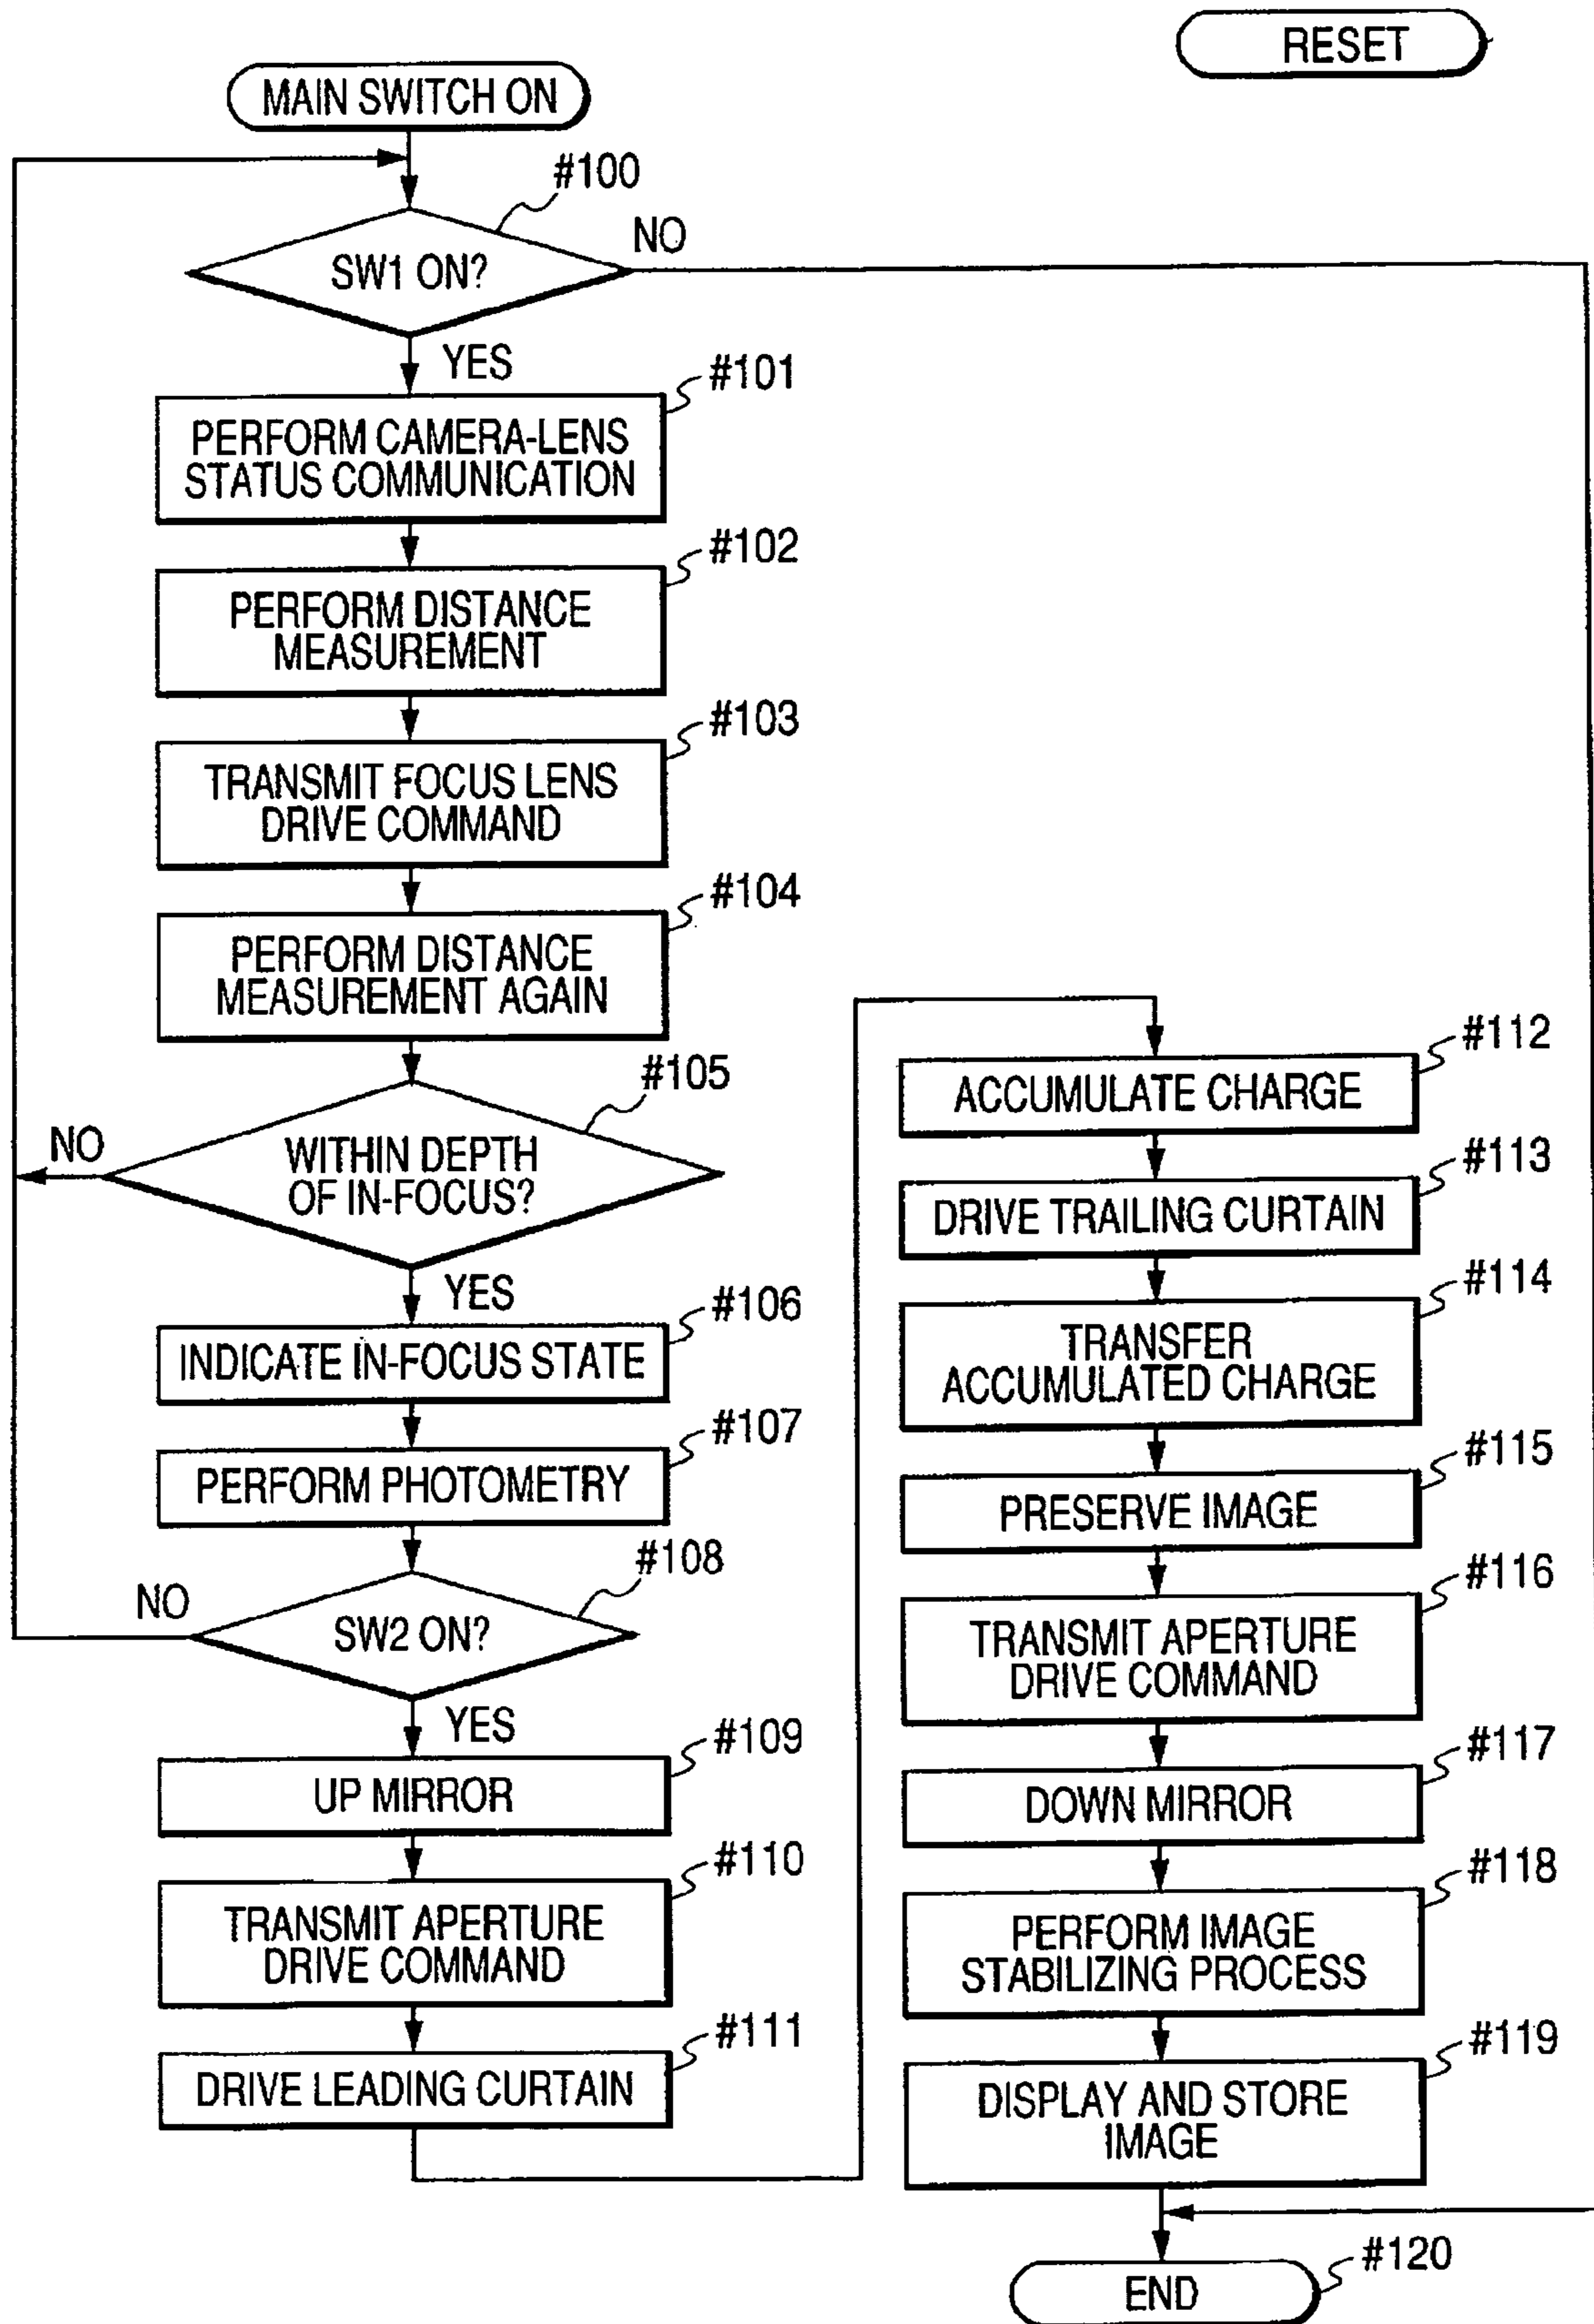 RESET
MAIN SWITCH ON
#100
SW1 ON?
NO
YES
#101
PERFORM CAMERA-LENS
STATUS COMMUNICATION
#102
PERFORM DISTANCE
MEASUREMENT
#103
TRANSMIT FOCUS LENS
DRIVE COMMAND
#104
PERFORM DISTANCE
MEASUREMENT AGAIN
#105
NO
WITHIN DEPTH
OF IN-FOCUS?
YES
#106
INDICATE IN-FOCUS STATE
#107
PERFORM PHOTOMETRY
#108
NO
SW2 ON?
YES
#109
UP MIRROR
#110
TRANSMIT APERTURE
DRIVE COMMAND
#111
DRIVE LEADING CURTAIN
#112
ACCUMULATE CHARGE
#113
DRIVE TRAILING CURTAIN
#114
TRANSFER
ACCUMULATED CHARGE
#115
PRESERVE IMAGE
#116
TRANSMIT APERTURE
DRIVE COMMAND
#117
DOWN MIRROR
#118
PERFORM IMAGE
STABILIZING PROCESS
#119
DISPLAY AND STORE
IMAGE
#120
END